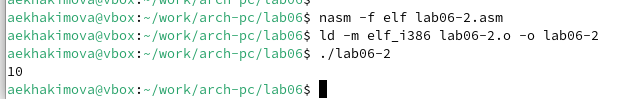 aekhakimova@vbox:~/work/arch-pc/lab06$ nasm -f elf lab06-2.asm
aekhakimova@vbox:~/work/arch-pc/lab06$ ld -m elf_i386 lab06-2.o -o lab06-2
aekhakimova@vbox:~/work/arch-pc/lab06$ ./lab06-2
10
aekhakimova@vbox:~/work/arch-pc/lab06$